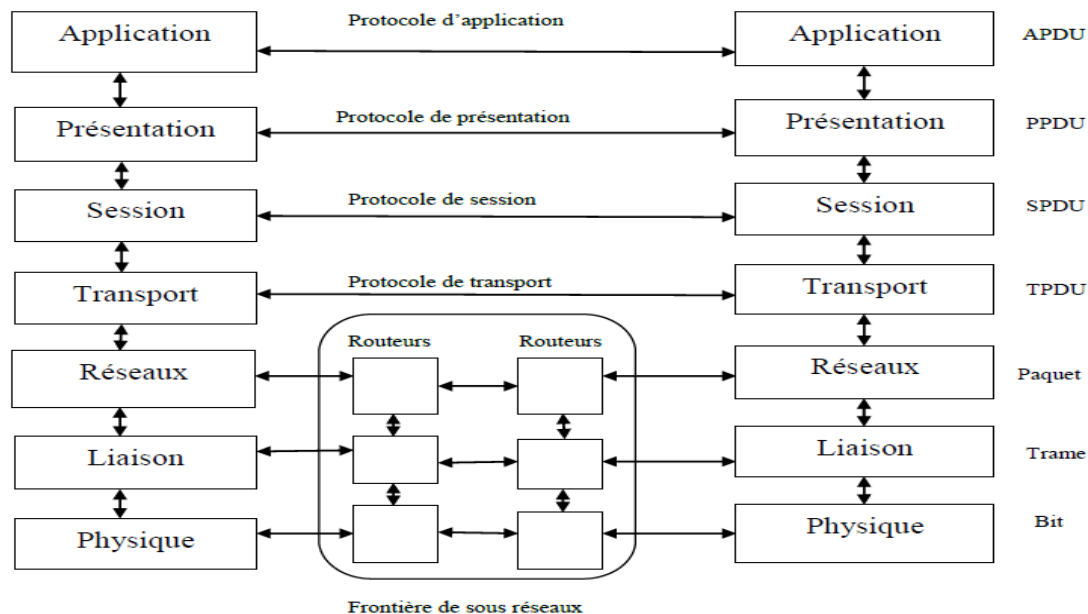 Protocole d'application
Application
Application
APDU
Protocole de présentation
Présentation
Présentation
PPDU
Protocole de session
Session
Session
SPDU
Protocole de transport
Transport
Transport
TPDU
Routeurs
Routeurs
Réseaux
Réseaux
Paquet
Liaison
Liaison
Trame
Physique
Physique
Bit
Frontière de sous réseaux